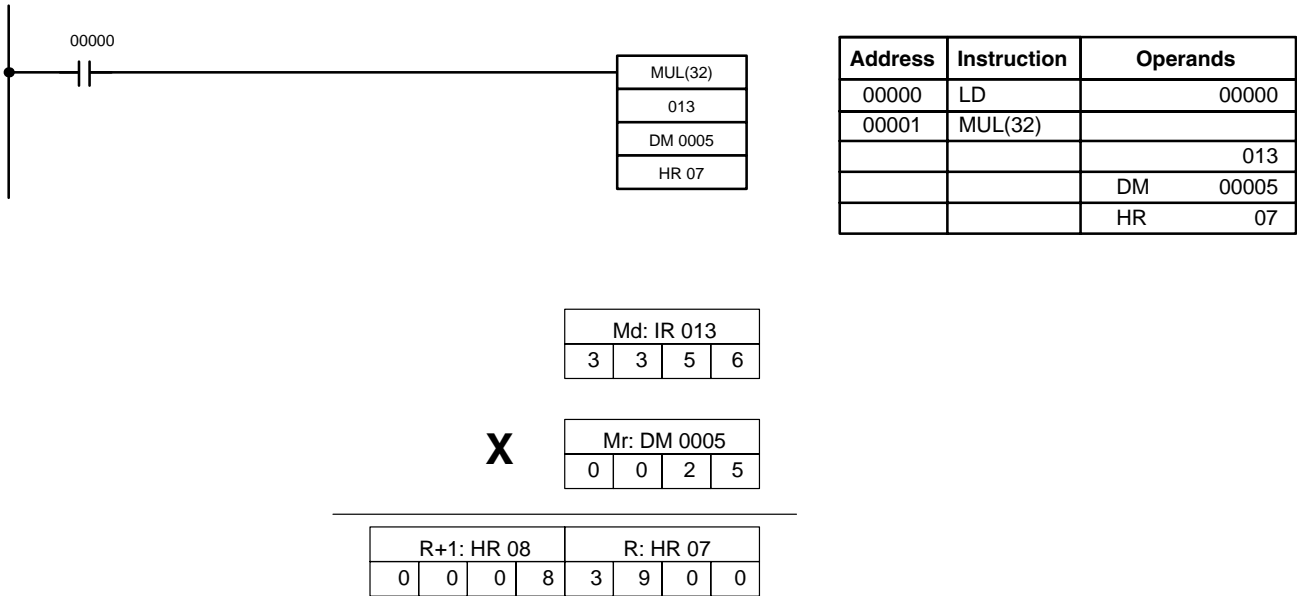 00000
MUL(32)
013
DM 0005
HR 07
Address Instruction Operands
00000 LD 00000
00001 MUL(32)
013
DM 00005
HR 07
Md: IR 013
3 3 5 6
X
Mr: DM 0005
0 0 2 5
R+1: HR 08 R: HR 07
0 0 0 8 3 9 0 0